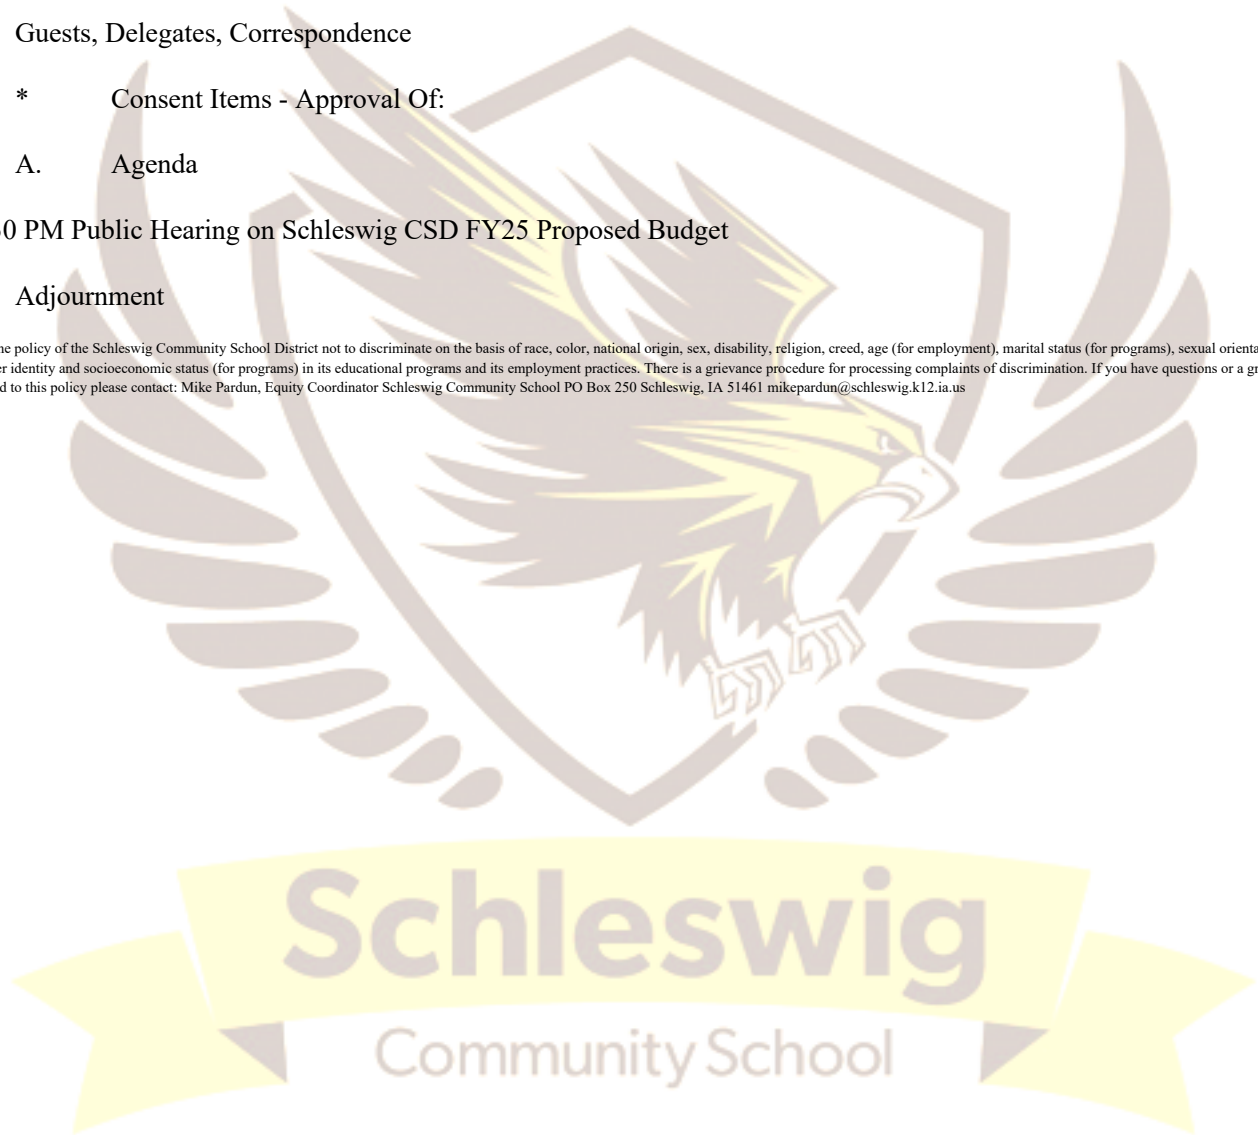 Guests, Delegates, Correspondence
* Consent Items - Approval Of:
A. Agenda
0 PM Public Hearing on Schleswig CSD FY25 Proposed Budget
Adjournment
policy of the Schleswig Community School District not to discriminate on the basis of race, color, national origin, sex, disability, religion, creed, age (for employment), marital status (for programs), sexual
identity and socioeconomic status (for programs) in its educational programs and its employment practices. There is a grievance procedure for processing complaints of discrimination. If you have questions or a
to this policy please contact: Mike Pardun, Equity Coordinator Schleswig Community School PO Box 250 Schleswig, IA 51461 mikepardun@schleswig.k12.ia.us
Schleswig
Community School